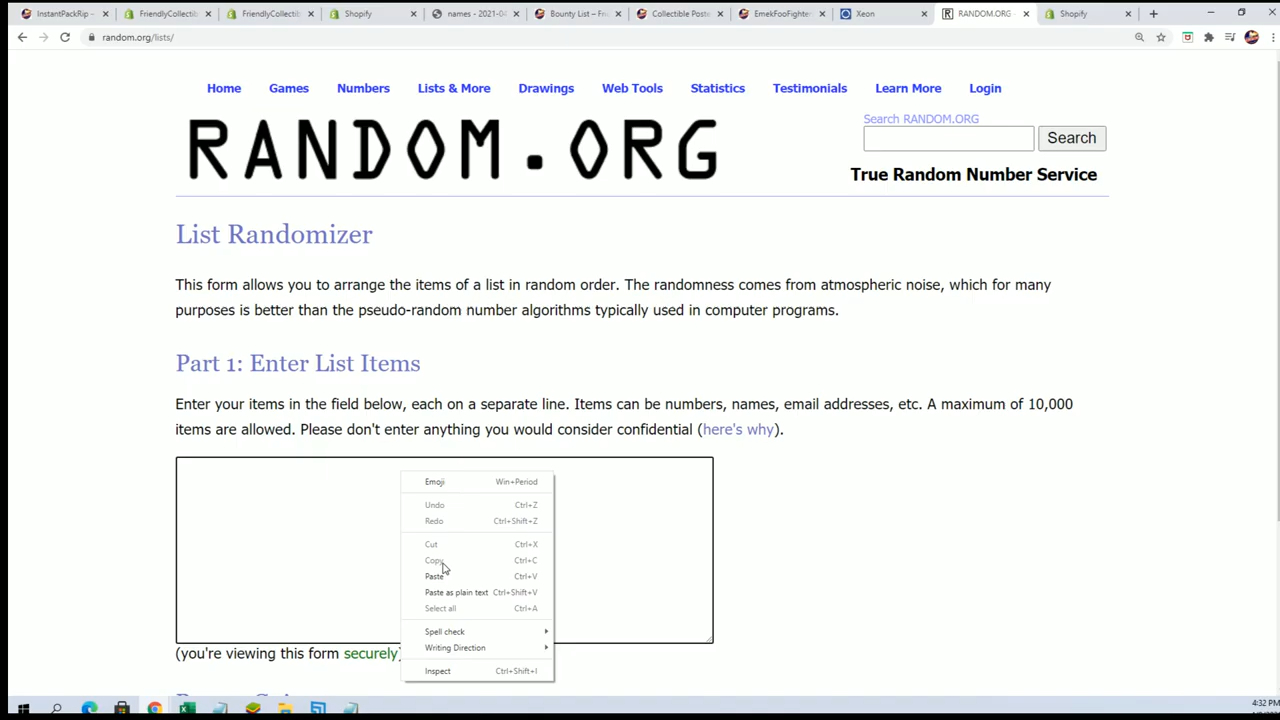 InstantPackRip -
FriendlyCollectib
FriendlyCollectib
Shopify
names - 2021-04
Bounty List – Fri
Collectible Poste
EmekFooFighter
Xeon
RANDOM.ORG -
Shopify
random.org/lists/
Home Games Numbers Lists & More Drawings Web Tools Statistics Testimonials Learn More Login
RANDOM.ORG
Search RANDOM.ORG
Search
True Random Number Service
List Randomizer
This form allows you to arrange the items of a list in random order. The randomness comes from atmospheric noise, which for many
purposes is better than the pseudo-random number algorithms typically used in computer programs.
Part 1: Enter List Items
Enter your items in the field below, each on a separate line. Items can be numbers, names, email addresses, etc. A maximum of 10,000
items are allowed. Please don't enter anything you would consider confidential (here's why).
Emoji Win+Period
Undo Ctrl+Z
Redo Ctrl+Shift+Z
Cut Ctrl+X
Copy Ctrl+C
Paste Ctrl+V
Paste as plain text Ctrl+Shift+V
Select all Ctrl+A
Spell check
Writing Direction
Inspect Ctrl+Shift+I
(you're viewing this form securely)
4:32 PM